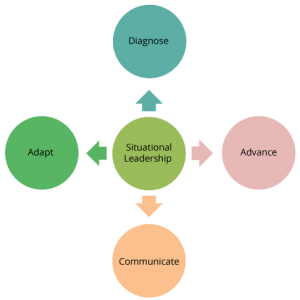 Diagnose
Adapt
Situational
Leadership
Advance
Communicate